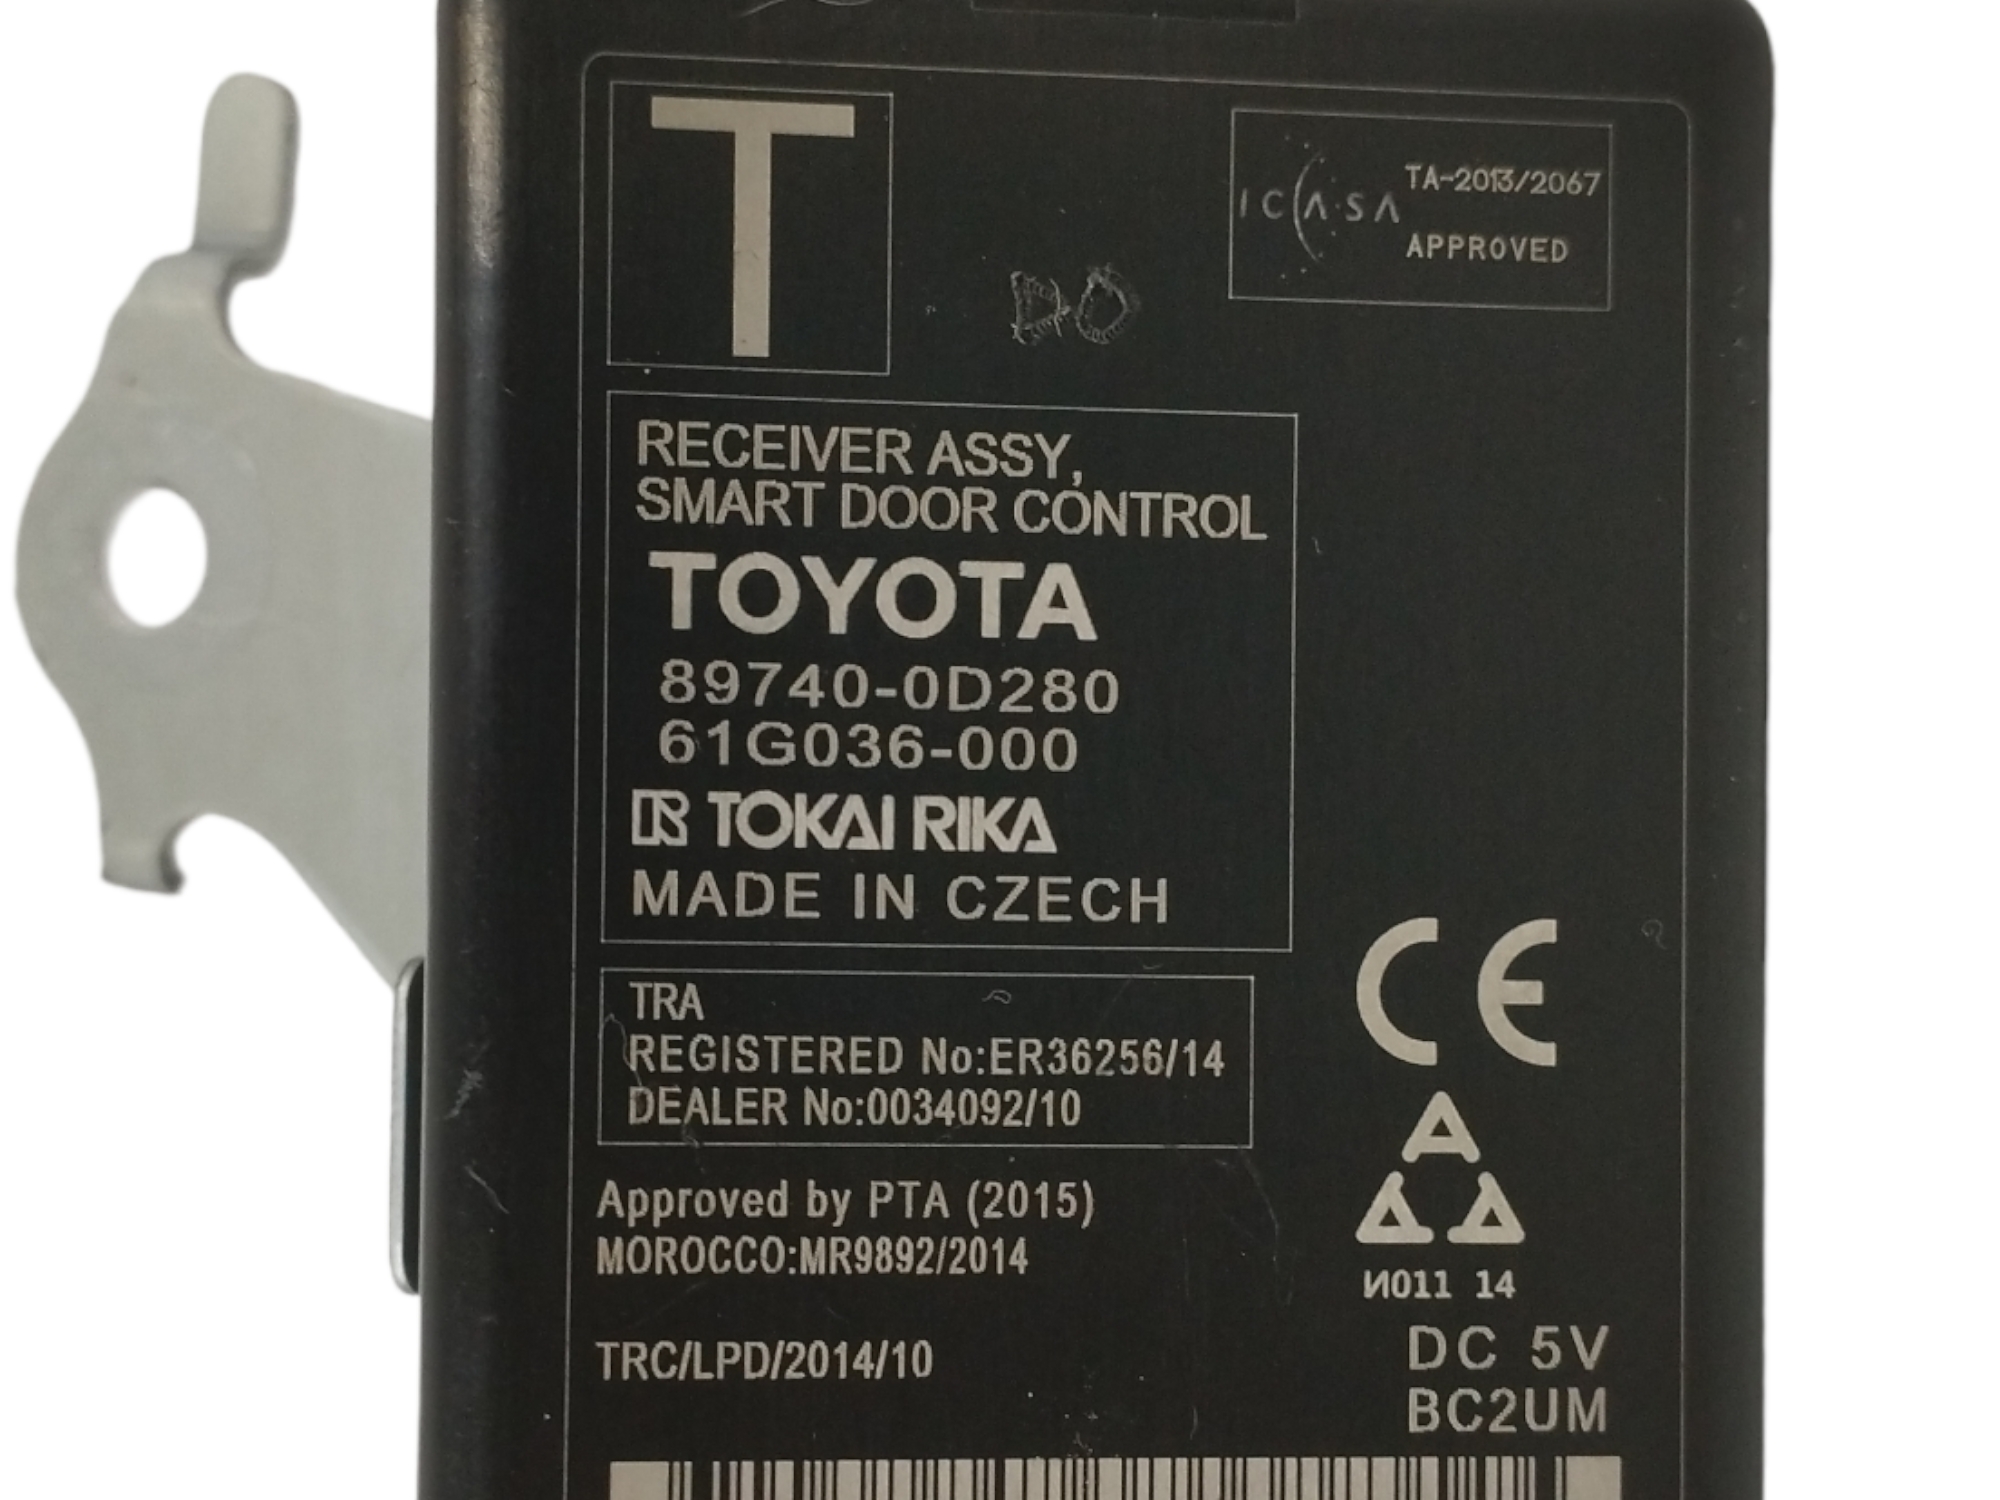 T
ICASA
TA-2013/2067
APPROVED
RECEIVER ASSY,
SMART DOOR CONTROL
TOYOTA
89740-0D280
61G036-000
TOKAI RIKA
MADE IN CZECH
TRA
REGISTERED No:ER36256/14
DEALER No:0034092/10
CE
Approved by PTA (2015)
MOROCCO:MR9892/2014
И011 14
TRC/LPD/2014/10
DC 5V
BC2UM